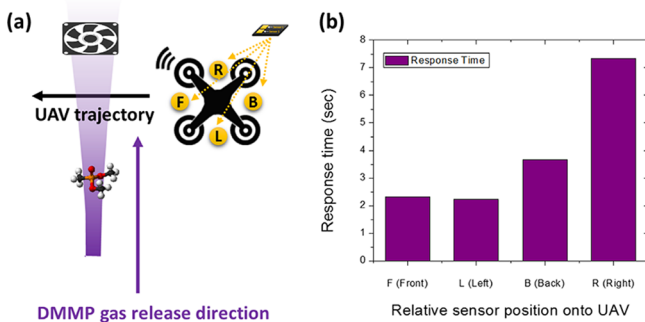 (a)
R
F
B
L
UAV trajectory
DMMP gas release direction
(b)
Response Time
Response time (sec)
8
7
6
5
4
3
2
1
0
F (Front) L (Left) B (Back) R (Right)
Relative sensor position onto UAV